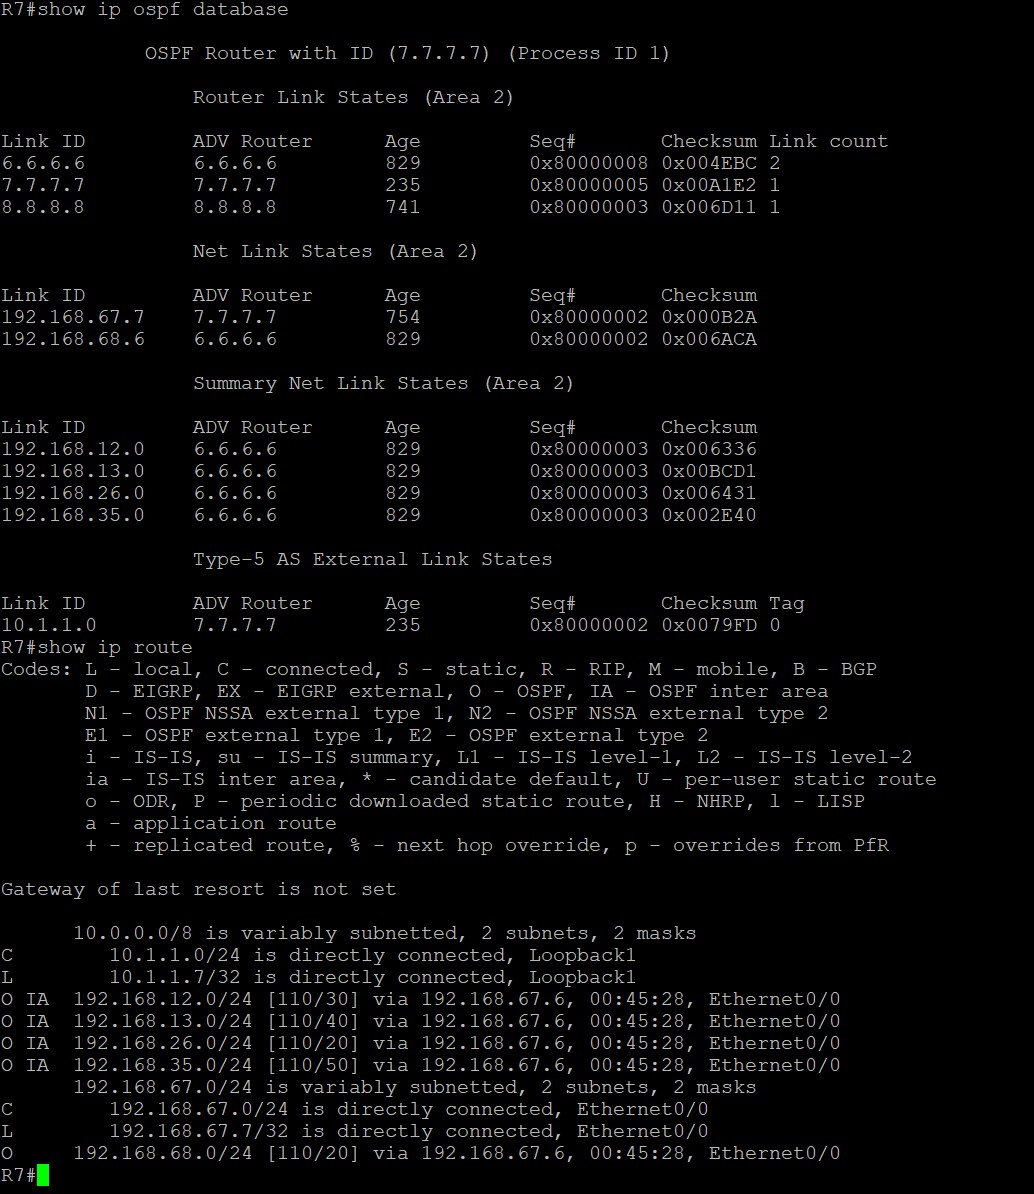 R7#show ip ospf database
OSPF Router with ID (7.7.7.7) (Process ID 1)
Router Link States (Area 2)
Link ID ADV Router Age Seq# Checksum Link count
6.6.6.6 6.6.6.6 829 0x80000008 0x004EBC 2
7.7.7.7 7.7.7.7 235 0x80000005 0x00A1E2 1
8.8.8.8 8.8.8.8 741 0x80000003 0x006D11 1
Net Link States (Area 2)
Link ID ADV Router Age Seq# Checksum
192.168.67.7 7.7.7.7 754 0x80000002 0x000B2A
192.168.68.6 6.6.6.6 829 0x80000002 0x006ACA
Summary Net Link States (Area 2)
Link ID ADV Router Age Seq# Checksum
192.168.12.0 6.6.6.6 829 0x80000003 0x006336
192.168.13.0 6.6.6.6 829 0x80000003 0x00BCD1
192.168.26.0 6.6.6.6 829 0x80000003 0x006431
192.168.35.0 6.6.6.6 829 0x80000003 0x002E40
Type-5 AS External Link States
Link ID ADV Router Age Seq# Checksum Tag
10.1.1.0 7.7.7.7 235 0x80000002 0x0079FD 0
R7#show ip route
Codes: L - local, C - connected, S - static, R - RIP, M - mobile, B - BGP
D - EIGRP, EX - EIGRP external, O - OSPF, IA - OSPF inter area
N1 - OSPF NSSA external type 1, N2 - OSPF NSSA external type 2
E1 - OSPF external type 1, E2 - OSPF external type 2
i - IS-IS, su - IS-IS summary, L1 - IS-IS level-1, L2 - IS-IS level-2
ia - IS-IS inter area, * - candidate default, U - per-user static route
o - ODR, P - periodic downloaded static route, H - NHRP, l - LISP
a - application route
+ - replicated route, % - next hop override, p - overrides from PfR
Gateway of last resort is not set
10.0.0.0/8 is variably subnetted, 2 subnets, 2 masks
C 10.1.1.0/24 is directly connected, Loopback1
L 10.1.1.7/32 is directly connected, Loopback1
O IA 192.168.12.0/24 [110/30] via 192.168.67.6, 00:45:28, Ethernet0/0
O IA 192.168.13.0/24 [110/40] via 192.168.67.6, 00:45:28, Ethernet0/0
O IA 192.168.26.0/24 [110/20] via 192.168.67.6, 00:45:28, Ethernet0/0
O IA 192.168.35.0/24 [110/50] via 192.168.67.6, 00:45:28, Ethernet0/0
192.168.67.0/24 is variably subnetted, 2 subnets, 2 masks
C 192.168.67.0/24 is directly connected, Ethernet0/0
L 192.168.67.7/32 is directly connected, Ethernet0/0
O 192.168.68.0/24 [110/20] via 192.168.67.6, 00:45:28, Ethernet0/0
R7#